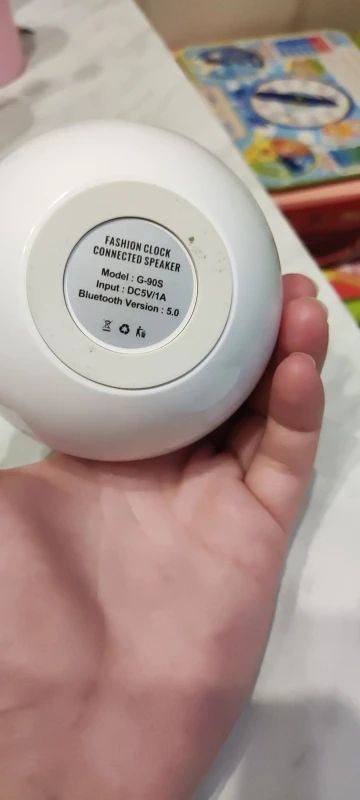 FASHION CLOCK
CONNECTED SPEAKER
Model : G-90S
Input : DC5V/1A
Bluetooth Version : 5.0